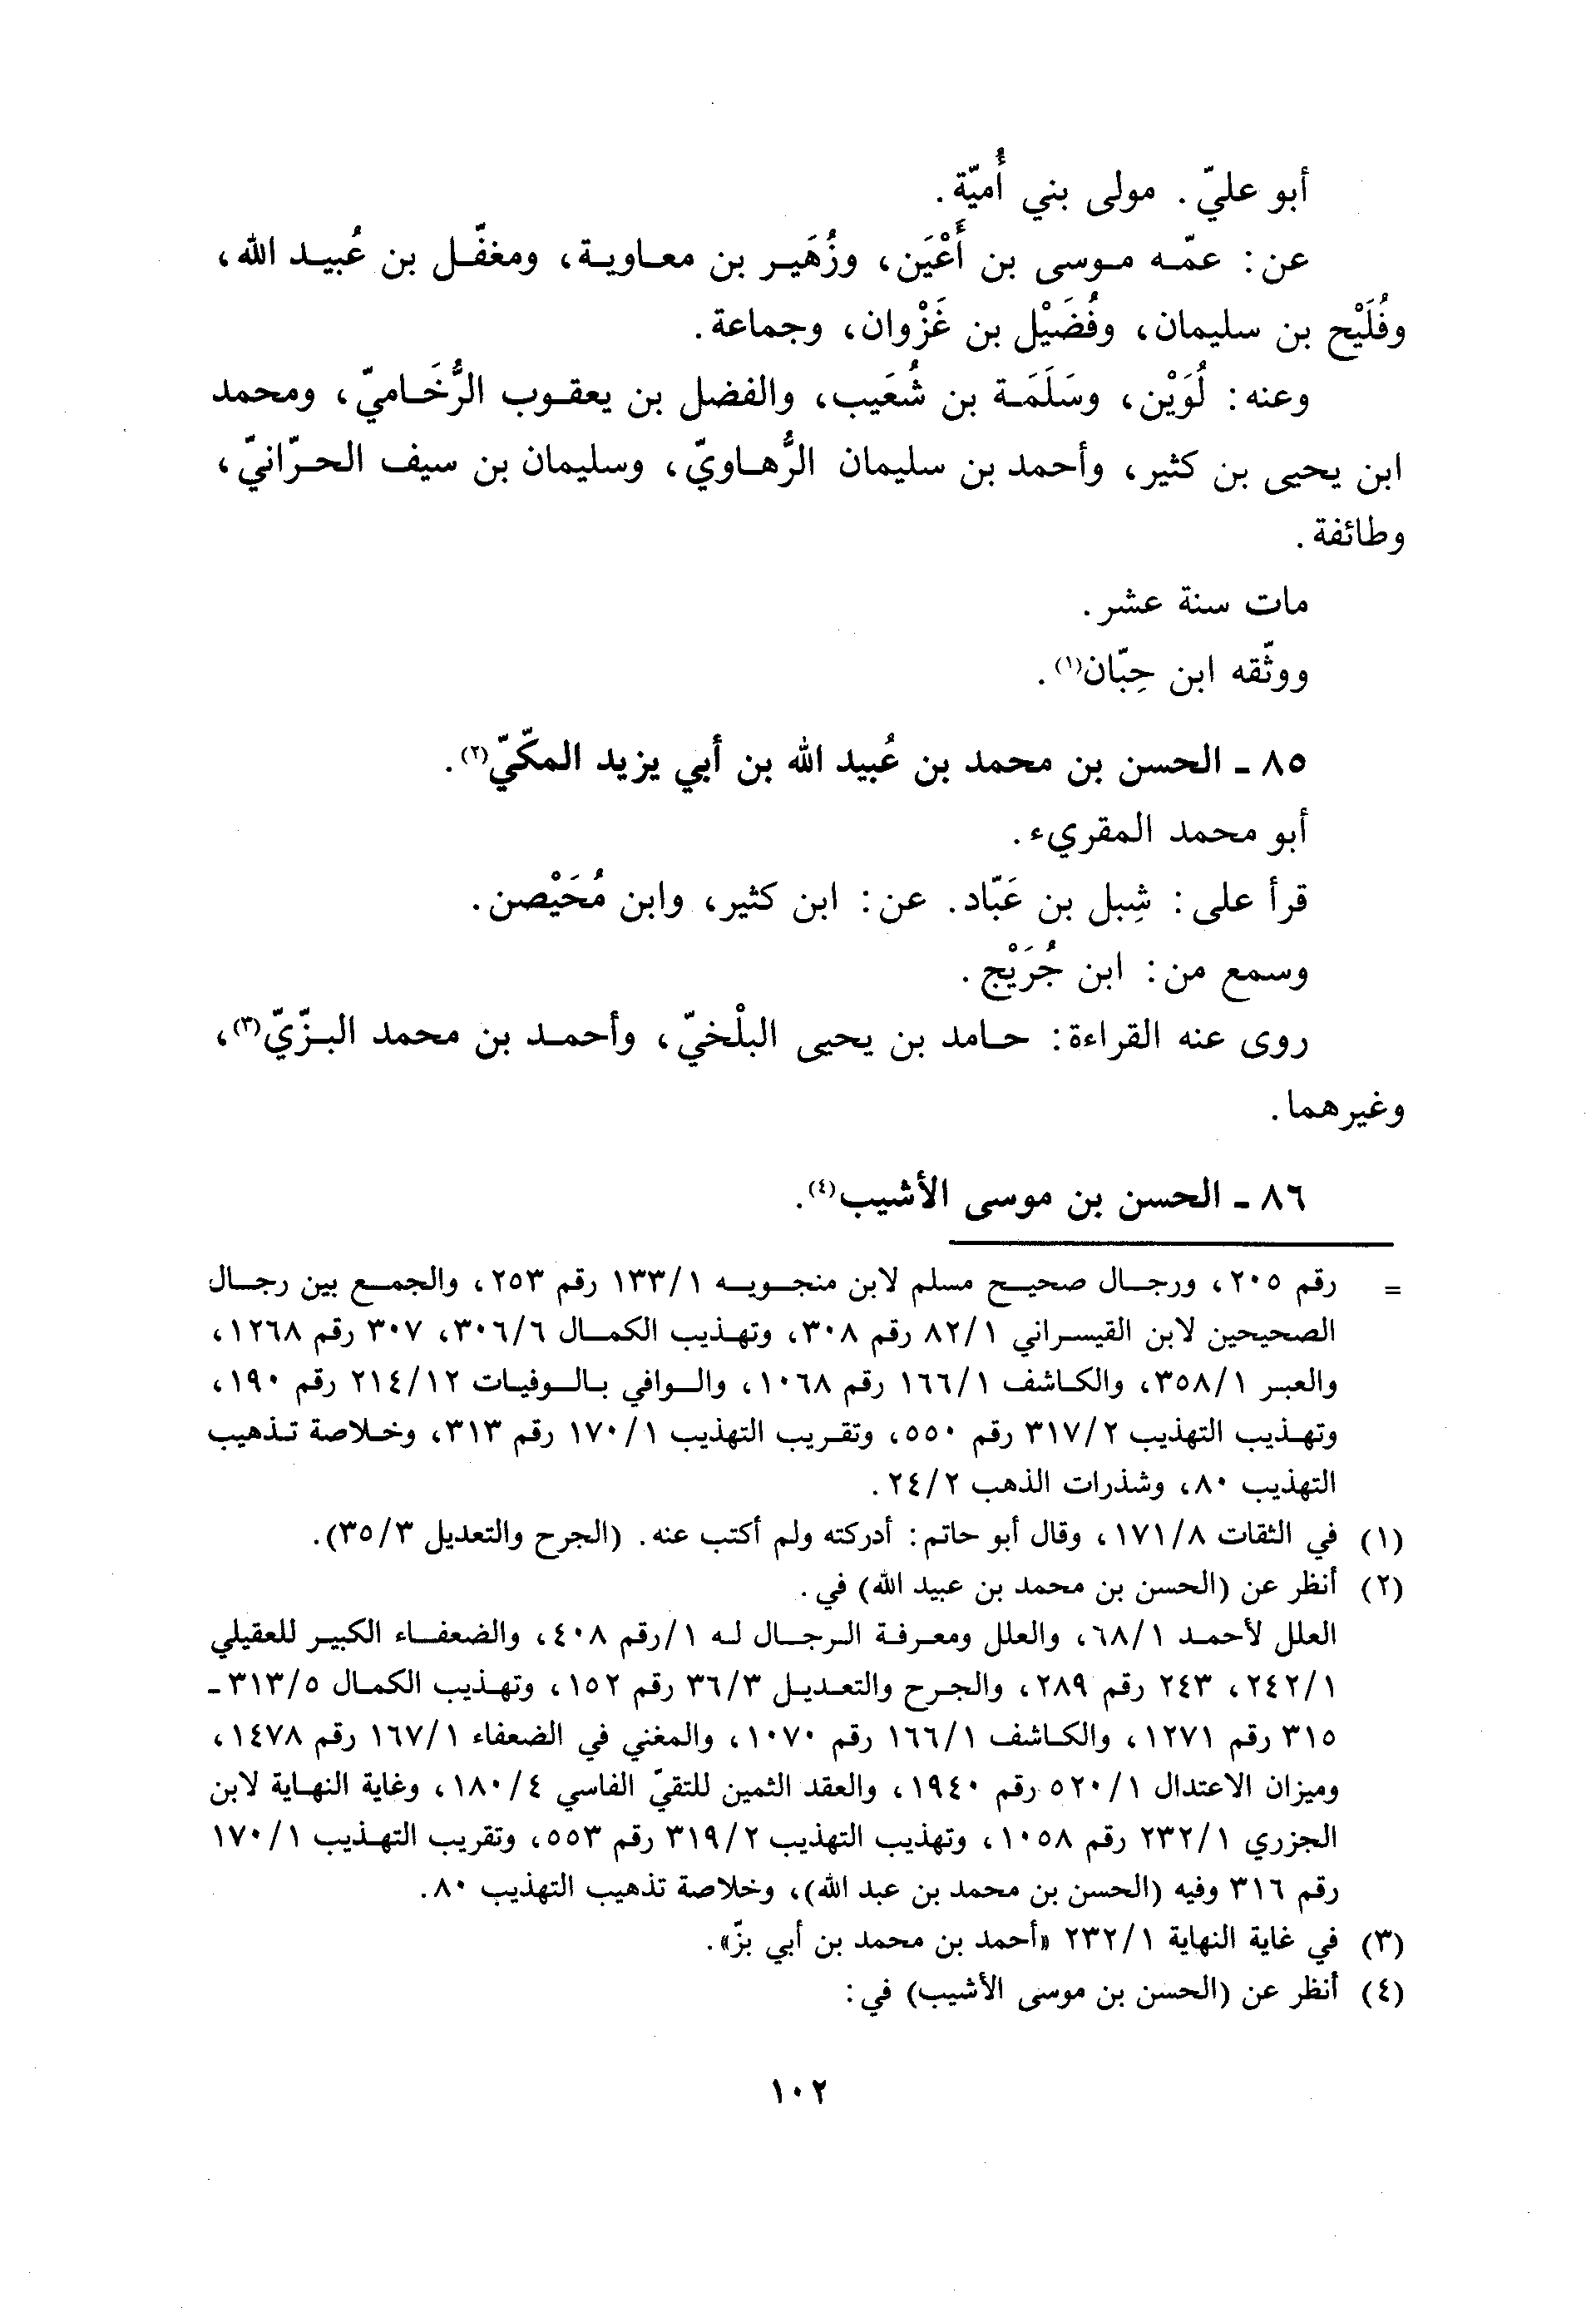 أبو عليّ. مولى بني أُميّة.
عن: عمّه موسى بن أَعْيَن، وزُهَير بن معاوية، ومغفّل بن عُبيد الله،
وفُلَيْح بن سليمان، وفُضَيْل بن غَزْوان، وجماعة.
وعنه: لُوَيْن، وسَلَمَة بن شُعَيب، والفضل بن يعقوب الرُّخَاميّ، ومحمد
ابن يحيى بن كثير، وأحمد بن سليمان الرُّهاويّ، وسليمان بن سيف الحرّانيّ،
وطائفة.
مات سنة عشر.
ووثّقه ابن حِبّان(١).
٨٥ - الحسن بن محمد بن عُبيد الله بن أبي يزيد المكّيّ(٢).
أبو محمد المقريء.
قرأ على: شِبل بن عَبّاد. عن: ابن كثير، وابن مُحَيْصن.
وسمع من: ابن جُرَيْج.
روى عنه القراءة: حامد بن يحيى البلْخيّ، وأحمد بن محمد البزّيّ(٣)،
وغيرهما.
٨٦ - الحسن بن موسى الأشيب(٤).
= رقم ٢٠٥، ورجال صحيح مسلم لابن منجويه ١٣٣/١ رقم ٢٥٣، والجمع بين رجال
الصحيحين لابن القيسراني ٨٢/١ رقم ٣٠٨، وتهذيب الكمال ٣٠٦/٦، ٣٠٧ رقم ١٢٦٨،
والعبر ٣٥٨/١، والكاشف ١٦٦/١ رقم ١٠٦٨، والوافي بالوفيات ٢١٤/١٢ رقم ١٩٠،
وتهذيب التهذيب ٣١٧/٢ رقم ٥٥٠، وتقريب التهذيب ١٧٠/١ رقم ٣١٣، وخلاصة تذهيب
التهذيب ٨٠، وشذرات الذهب ٢٤/٢.
(١) في الثقات ١٧١/٨، وقال أبو حاتم: أدركته ولم أكتب عنه. (الجرح والتعديل ٣٥/٣).
(٢) أنظر عن (الحسن بن محمد بن عبيد الله) في.
العلل لأحمد ٦٨/١، والعلل ومعرفة الرجال له ١/رقم ٤٠٨، والضعفاء الكبير للعقيلي
٢٤٢/١، ٢٤٣ رقم ٢٨٩، والجرح والتعديل ٣٦/٣ رقم ١٥٢، وتهذيب الكمال ٣١٣/٥ -
٣١٥ رقم ١٢٧١، والكاشف ١٦٦/١ رقم ١٠٧٠، والمغني في الضعفاء ١٦٧/١ رقم ١٤٧٨،
وميزان الاعتدال ٥٢٠/١ رقم ١٩٤٠، والعقد الثمين للتقيّ الفاسي ١٨٠/٤، وغاية النهاية لابن
الجزري ٢٣٢/١ رقم ١٠٥٨، وتهذيب التهذيب ٣١٩/٢ رقم ٥٥٣، وتقريب التهذيب ١٧٠/١
رقم ٣١٦ وفيه (الحسن بن محمد بن عبد الله)، وخلاصة تذهيب التهذيب ٨٠.
(٣) في غاية النهاية ٢٣٢/١ «أحمد بن محمد بن أبي بزّ».
(٤) أنظر عن (الحسن بن موسى الأشيب) في:
١٠٢